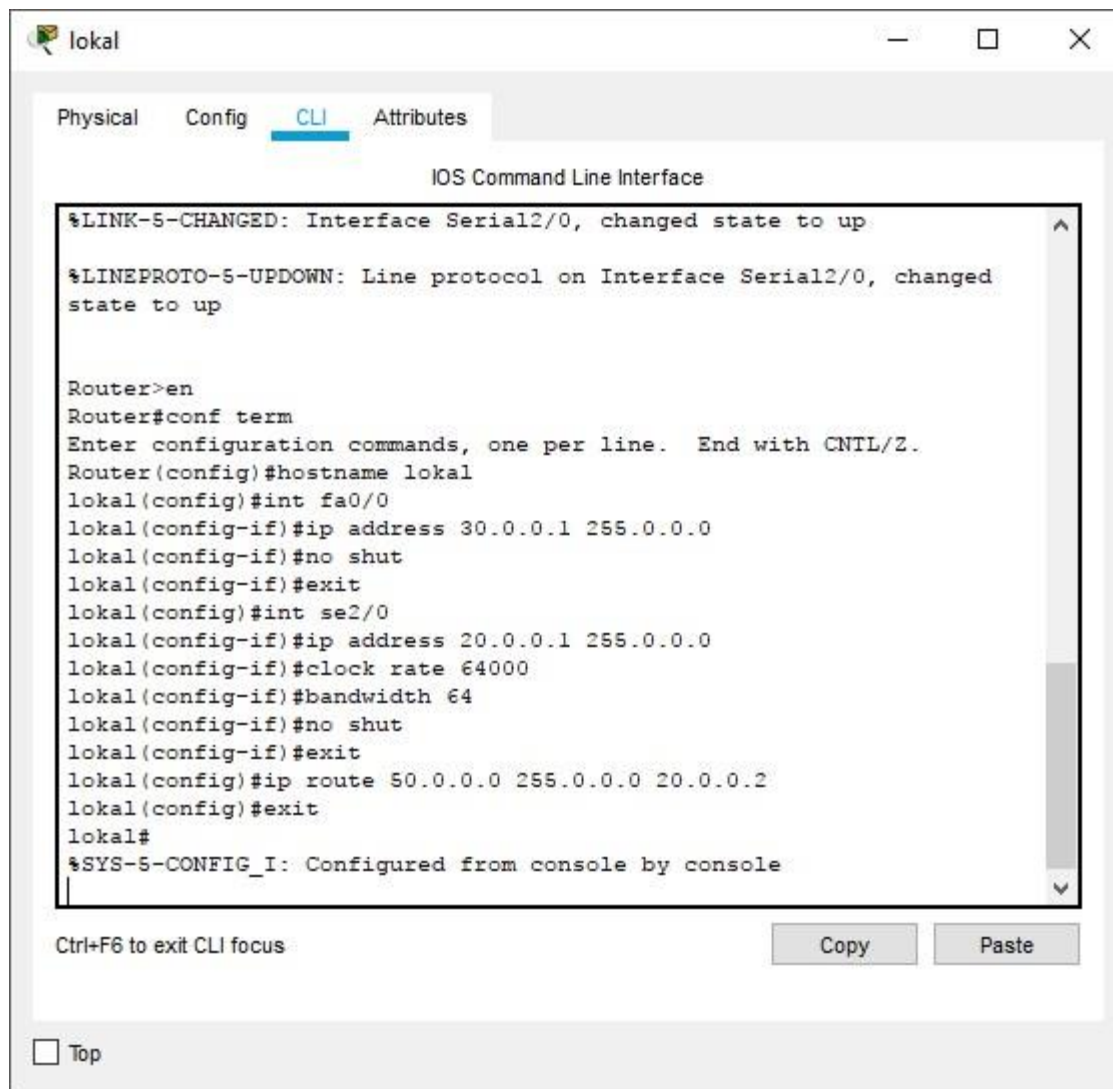 lokal
Physical Config CLI Attributes
IOS Command Line Interface
%LINK-5-CHANGED: Interface Serial2/0, changed state to up
%LINEPROTO-5-UPDOWN: Line protocol on Interface Serial2/0, changed
state to up
Router>en
Router#conf term
Enter configuration commands, one per line.  End with CNTL/Z.
Router(config)#hostname lokal
lokal(config)#int fa0/0
lokal(config-if)#ip address 30.0.0.1 255.0.0.0
lokal(config-if)#no shut
lokal(config-if)#exit
lokal(config)#int se2/0
lokal(config-if)#ip address 20.0.0.1 255.0.0.0
lokal(config-if)#clock rate 64000
lokal(config-if)#bandwidth 64
lokal(config-if)#no shut
lokal(config-if)#exit
lokal(config)#ip route 50.0.0.0 255.0.0.0 20.0.0.2
lokal(config)#exit
lokal#
%SYS-5-CONFIG_I: Configured from console by console
Ctrl+F6 to exit CLI focus Copy Paste
Top